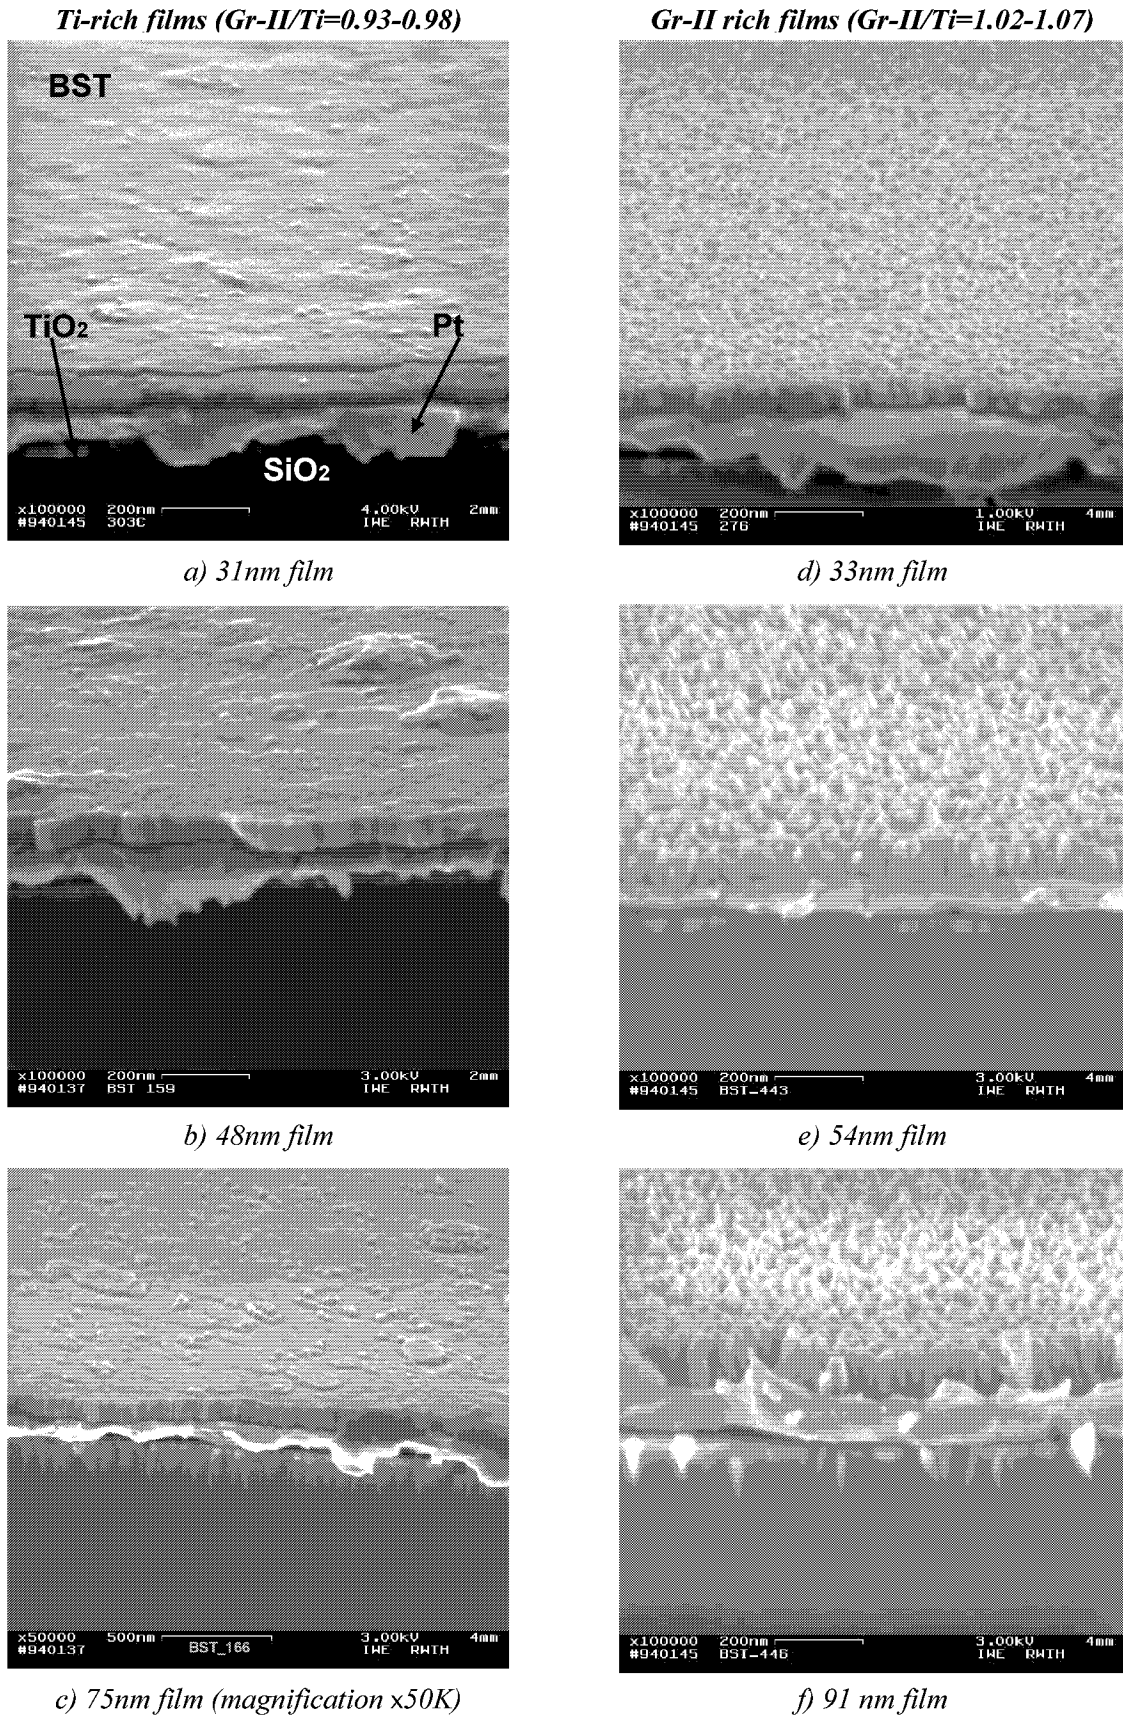 Ti-rich films (Gr-II/Ti=0.93-0.98)
Gr-II rich films (Gr-II/Ti=1.02-1.07)
BST
TiO2
Pt
SiO2
x100000 200nm 4.00kV 2mm
#940145 303C IWE RWTH
a) 31nm film
x100000 200nm 1.00kV 4mm
#940145 276 IWE RWTH
d) 33nm film
x100000 200nm 3.00kV 2mm
#940137 BST 159 IWE RWTH
b) 48nm film
x100000 200nm 3.00kV 4mm
#940145 BST-443 IWE RWTH
e) 54nm film
x50000 500nm 3.00kV 4mm
#940137 BST_166 IWE RWTH
c) 75nm film (magnification x50K)
x100000 200nm 3.00kV 4mm
#940145 BST-446 IWE RWTH
f) 91 nm film